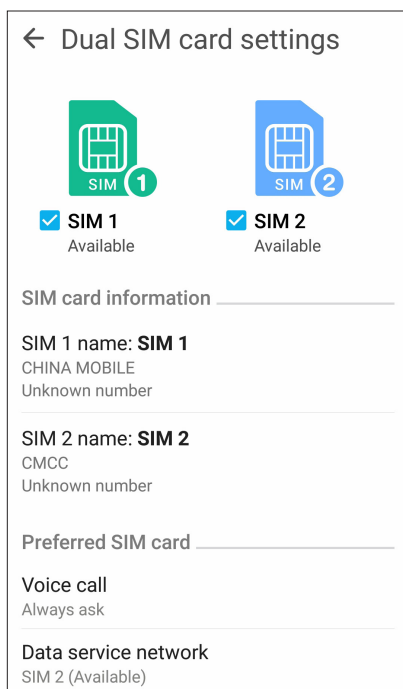 Dual SIM card settings
SIM 1
SIM 2
SIM 1
SIM 2
Available
Available
SIM card information
SIM 1 name: SIM 1
CHINA MOBILE
Unknown number
SIM 2 name: SIM 2
CMCC
Unknown number
Preferred SIM card
Voice call
Always ask
Data service network
SIM 2 (Available)